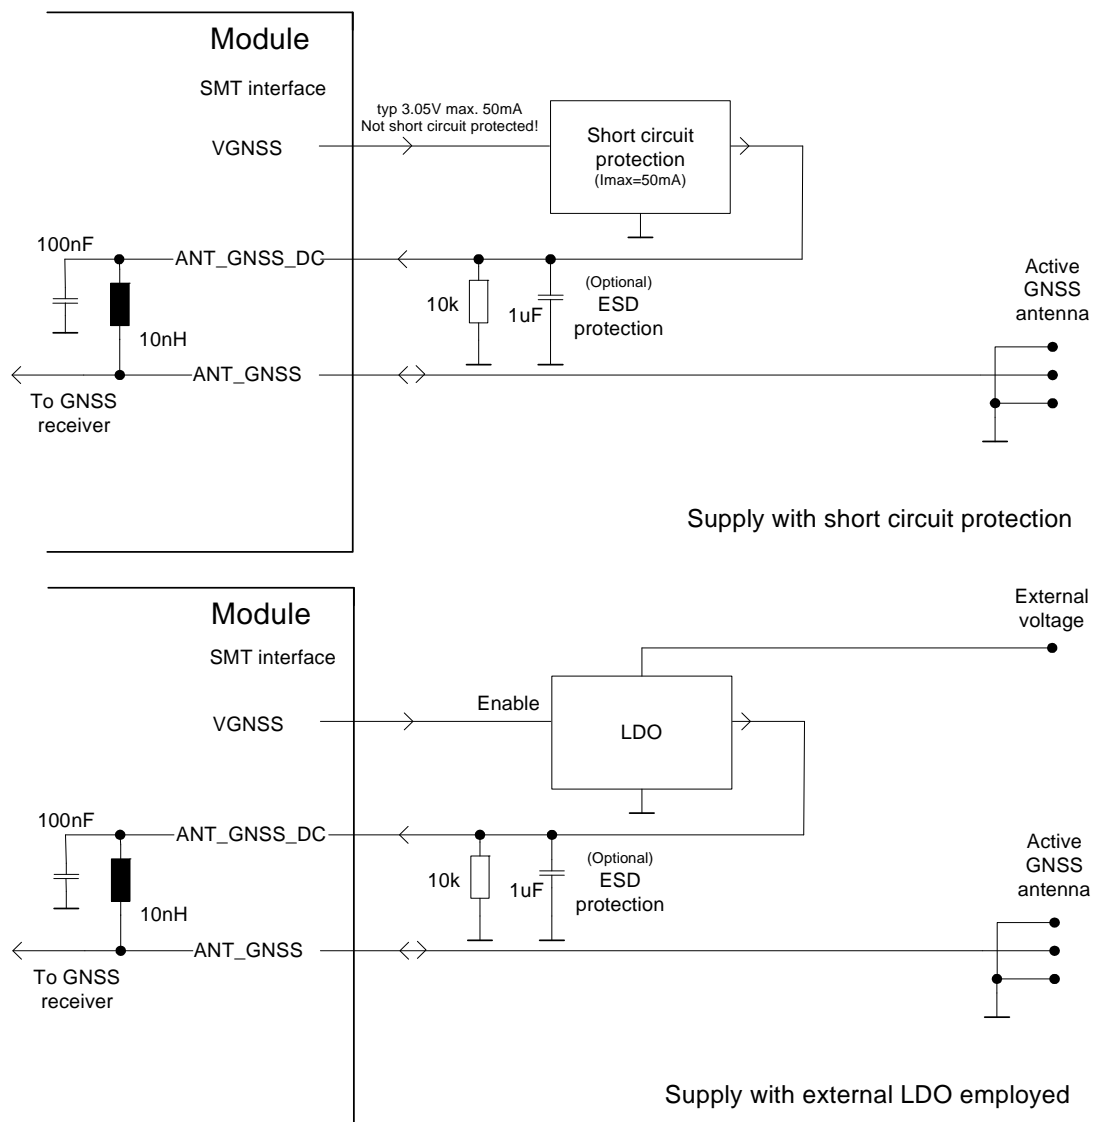 Module
SMT interface
typ 3.05V max. 50mA
Not short circuit protected!
VGNSS
Short circuit
protection
(Imax=50mA)
100nF
ANT_GNSS_DC
10nH
10k
1uF
(Optional)
ESD
protection
Active
GNSS
antenna
ANT_GNSS
To GNSS
receiver
Supply with short circuit protection
Module
SMT interface
External
voltage
VGNSS
Enable
LDO
100nF
ANT_GNSS_DC
10nH
10k
1uF
(Optional)
ESD
protection
Active
GNSS
antenna
ANT_GNSS
To GNSS
receiver
Supply with external LDO employed